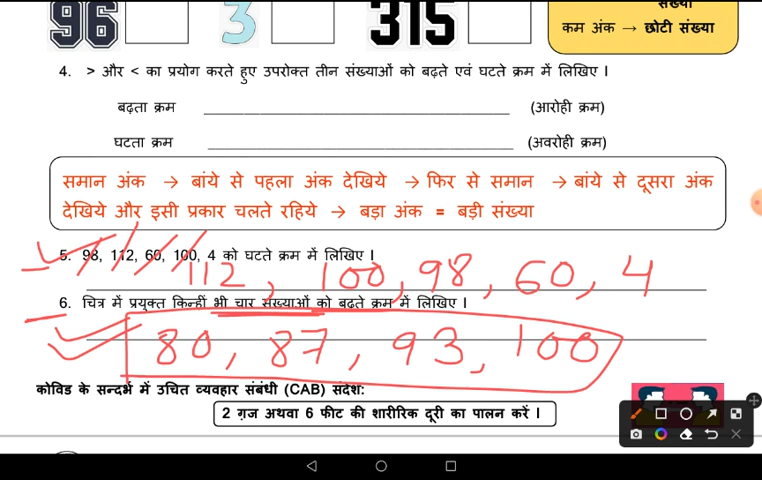 96 3 315
संख्या
कम अंक → छोटी संख्या
4. > और < का प्रयोग करते हुए उपरोक्त तीन संख्याओं को बढ़ते एवं घटते क्रम में लिखिए ।
बढ़ता क्रम (आरोही क्रम)
घटता क्रम (अवरोही क्रम)
समान अंक → बांये से पहला अंक देखिये → फिर से समान → बांये से दूसरा अंक
देखिये और इसी प्रकार चलते रहिये → बड़ा अंक = बड़ी संख्या
5. 98, 112, 60, 100, 4 को घटते क्रम में लिखिए ।
112, 100, 98, 60, 4
6. चित्र में प्रयुक्त किन्हीं भी चार संख्याओं को बढ़ते क्रम में लिखिए ।
80, 87, 93, 100
कोविड के सन्दर्भ में उचित व्यवहार संबंधी (CAB) संदेश:
2 ग़ज अथवा 6 फीट की शारीरिक दूरी का पालन करें ।